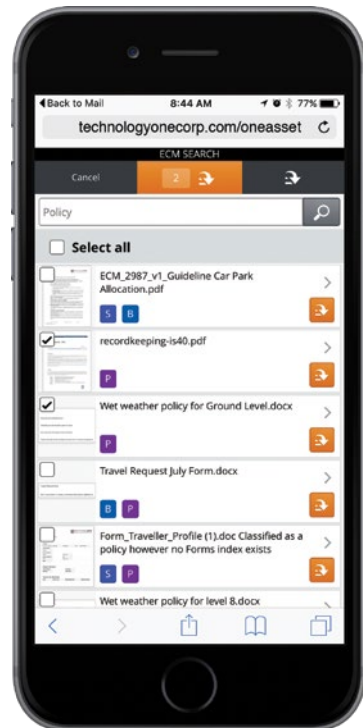 Back to Mail 8:44 AM 77%
technologyonecorp.com/oneasset
ECM SEARCH
Cancel 2
Policy
Select all
ECM_2987_v1_Guideline Car Park
Allocation.pdf
S B
recordkeeping-is40.pdf
P
Wet weather policy for Ground Level.docx
P
Travel Request July Form.docx
B P
Form_Traveller_Profile (1).doc Classified as a
policy however no Forms index exists
S P
Wet weather policy for level 8.docx